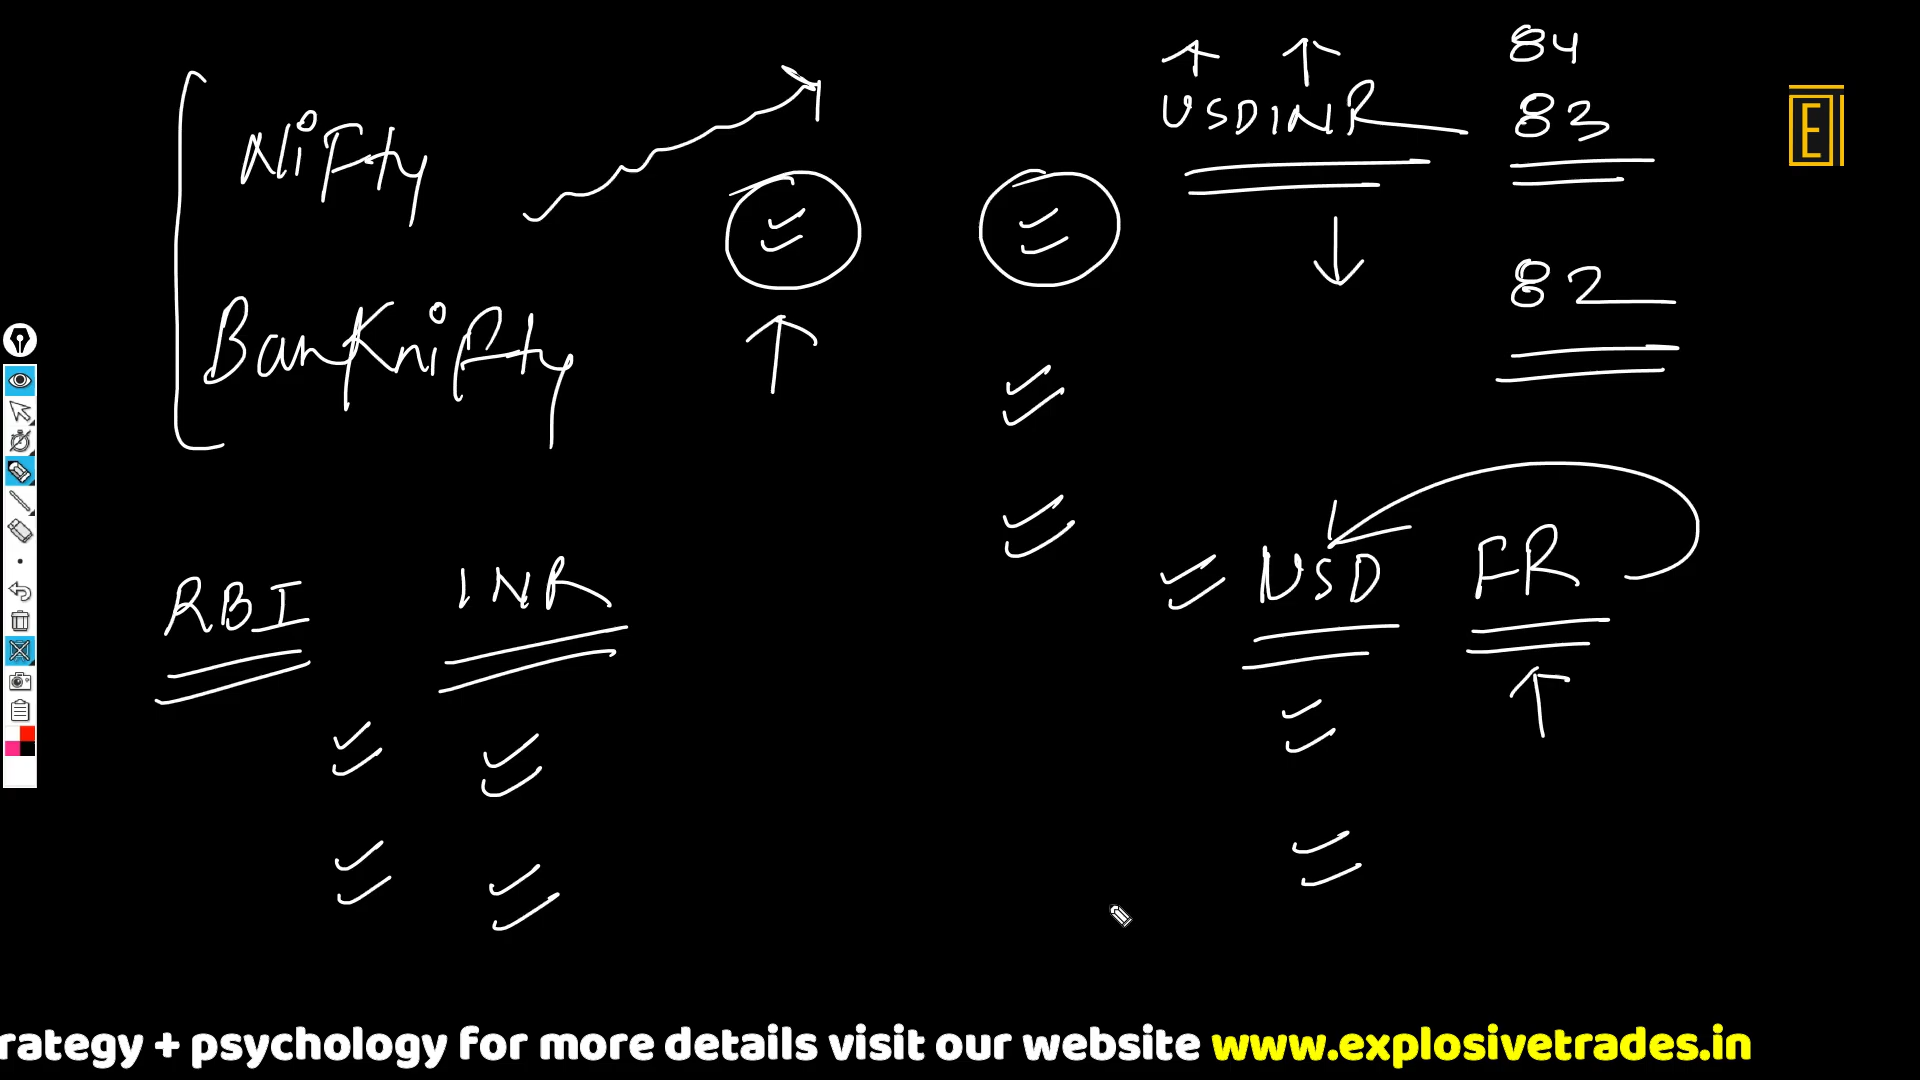 84
USDINR 83
Nifty
82
BankNifty
USD FR
RBI INR
E
rategy + psychology for more details visit our website www.explosivetrades.in